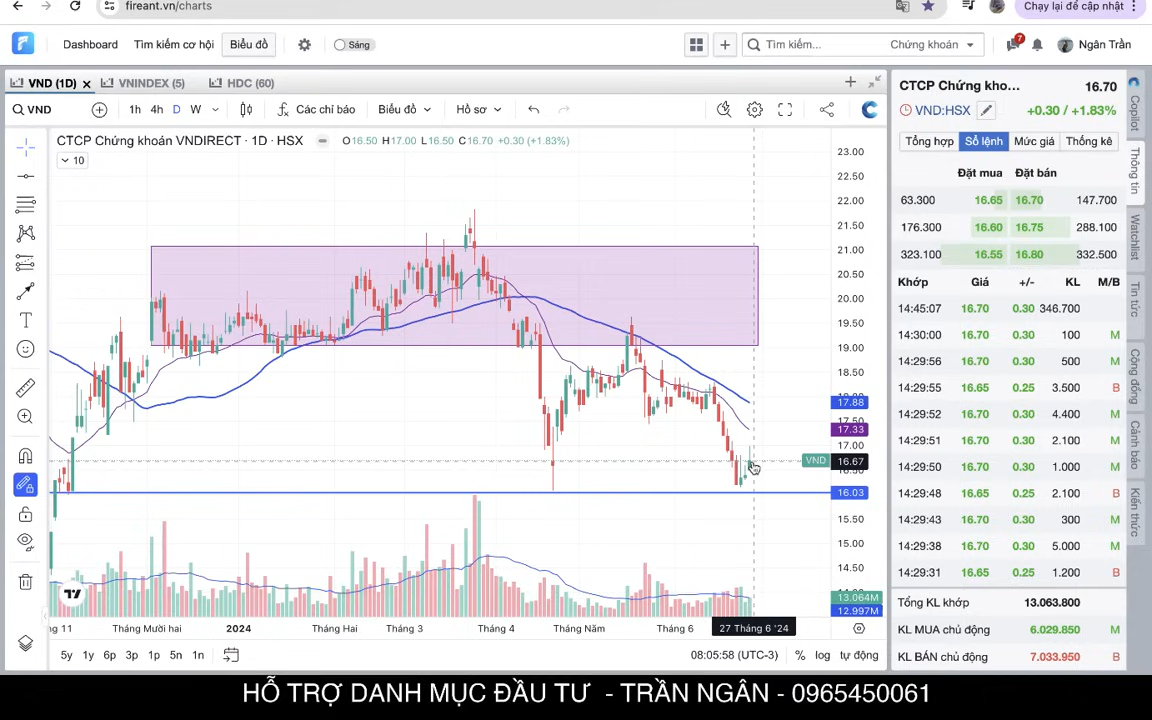 fireant.vn/charts
Chạy lại để cập nhật
Dashboard Tìm kiếm cơ hội Biểu đồ Sáng Tìm kiếm... Chứng khoán 7 Ngân Trần
VND (1D) VNINDEX (5) HDC (60)
VND 1h 4h D W Các chỉ báo Biểu đồ Hồ sơ
CTCP Chứng khoán VNDIRECT · 1D · HSX O16.50 H17.00 L16.50 C16.70 +0.30 (+1.83%)
10
23.00
22.50
22.00
21.50
21.00
20.50
20.00
19.50
19.00
18.50
17.88
17.33
17.00
VND 16.67
16.03
15.50
15.00
14.50
13.064M
12.997M
Tháng Mười hai 2024 Tháng Hai Tháng 3 Tháng 4 Tháng Năm Tháng 6 27 Tháng 6 '24
5y 1y 6p 3p 1p 5n 1n 08:05:58 (UTC-3) % log tự động
CTCP Chứng kho... 16.70
VND:HSX +0.30 / +1.83%
Tổng hợp Sổ lệnh Mức giá Thống kê
Đặt mua Đặt bán
63.300 16.65 16.70 147.700
176.300 16.60 16.75 288.100
323.100 16.55 16.80 332.500
Khớp Giá +/- KL M/B
14:45:07 16.70 0.30 346.700
14:30:00 16.70 0.30 100 M
14:29:56 16.70 0.30 500 M
14:29:55 16.65 0.25 3.500 B
14:29:52 16.70 0.30 4.400 M
14:29:51 16.70 0.30 2.100 M
14:29:50 16.70 0.30 1.000 M
14:29:48 16.65 0.25 2.100 B
14:29:43 16.70 0.30 300 M
14:29:38 16.70 0.30 5.000 M
14:29:31 16.65 0.25 1.200 B
Tổng KL khớp 13.063.800
KL MUA chủ động 6.029.850 M
KL BÁN chủ động 7.033.950 B
Copilot
Thông tin
Watchlist
Tin tức
Cộng đồng
Cảnh báo
Kiến thức
HỖ TRỢ DANH MỤC ĐẦU TƯ - TRẦN NGÂN - 0965450061